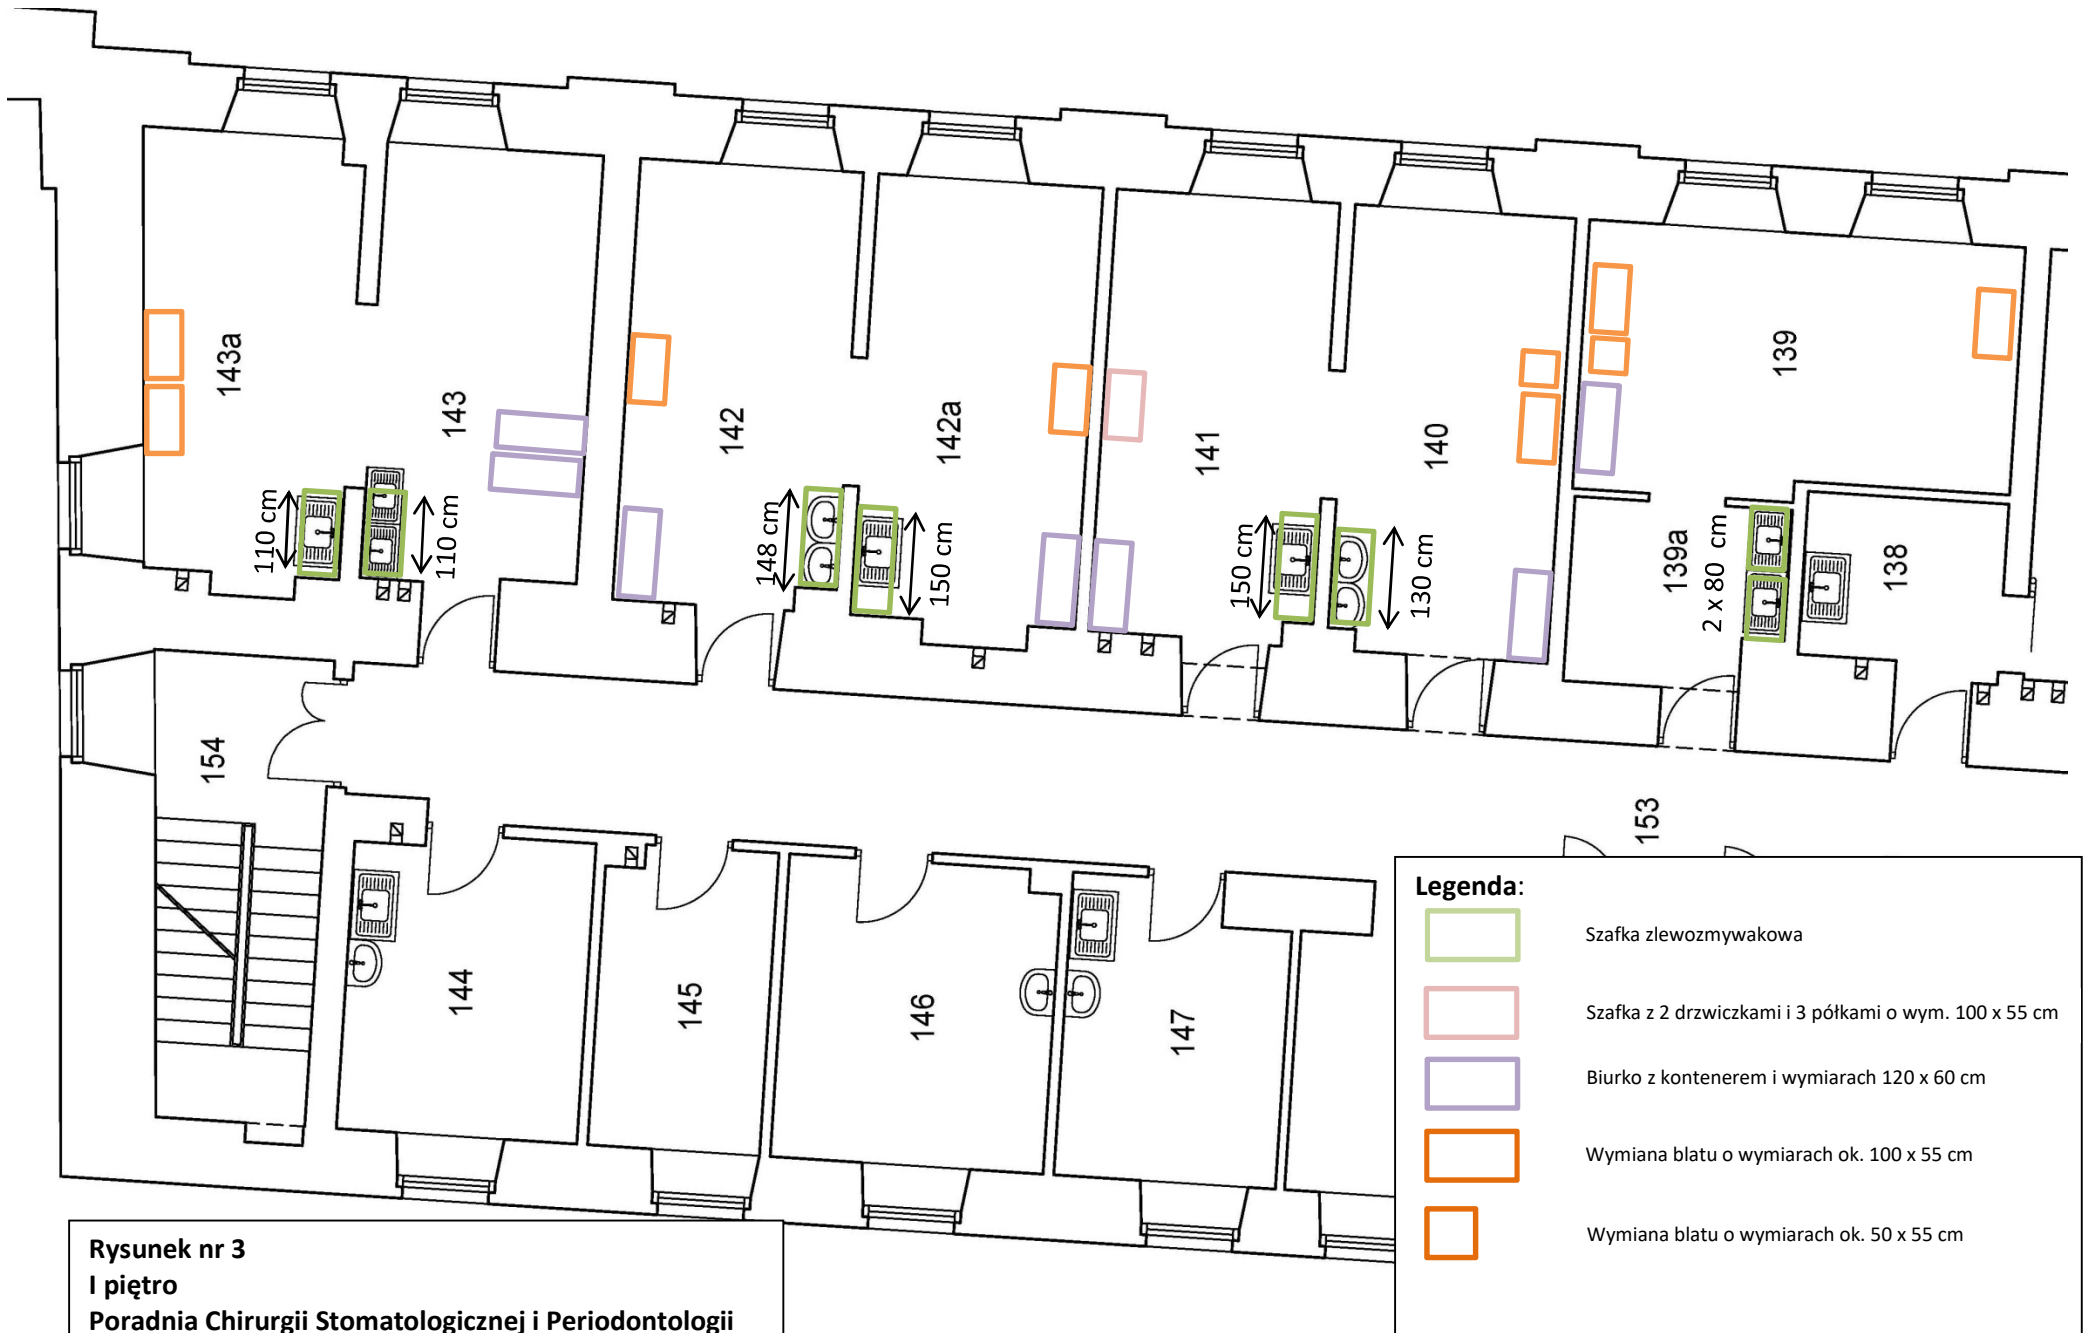 143a
143
142
142a
141
140
139
139a
138
110 cm
110 cm
148 cm
150 cm
150 cm
130 cm
2 x 80 cm
154
153
144
145
146
147
Legenda:
Szafka zlewozmywakowa
Szafka z 2 drzwiczkami i 3 półkami o wym. 100 x 55 cm
Biurko z kontenerem i wymiarach 120 x 60 cm
Wymiana blatu o wymiarach ok. 100 x 55 cm
Wymiana blatu o wymiarach ok. 50 x 55 cm
Rysunek nr 3
I piętro
Poradnia Chirurgii Stomatologicznej i Periodontologii